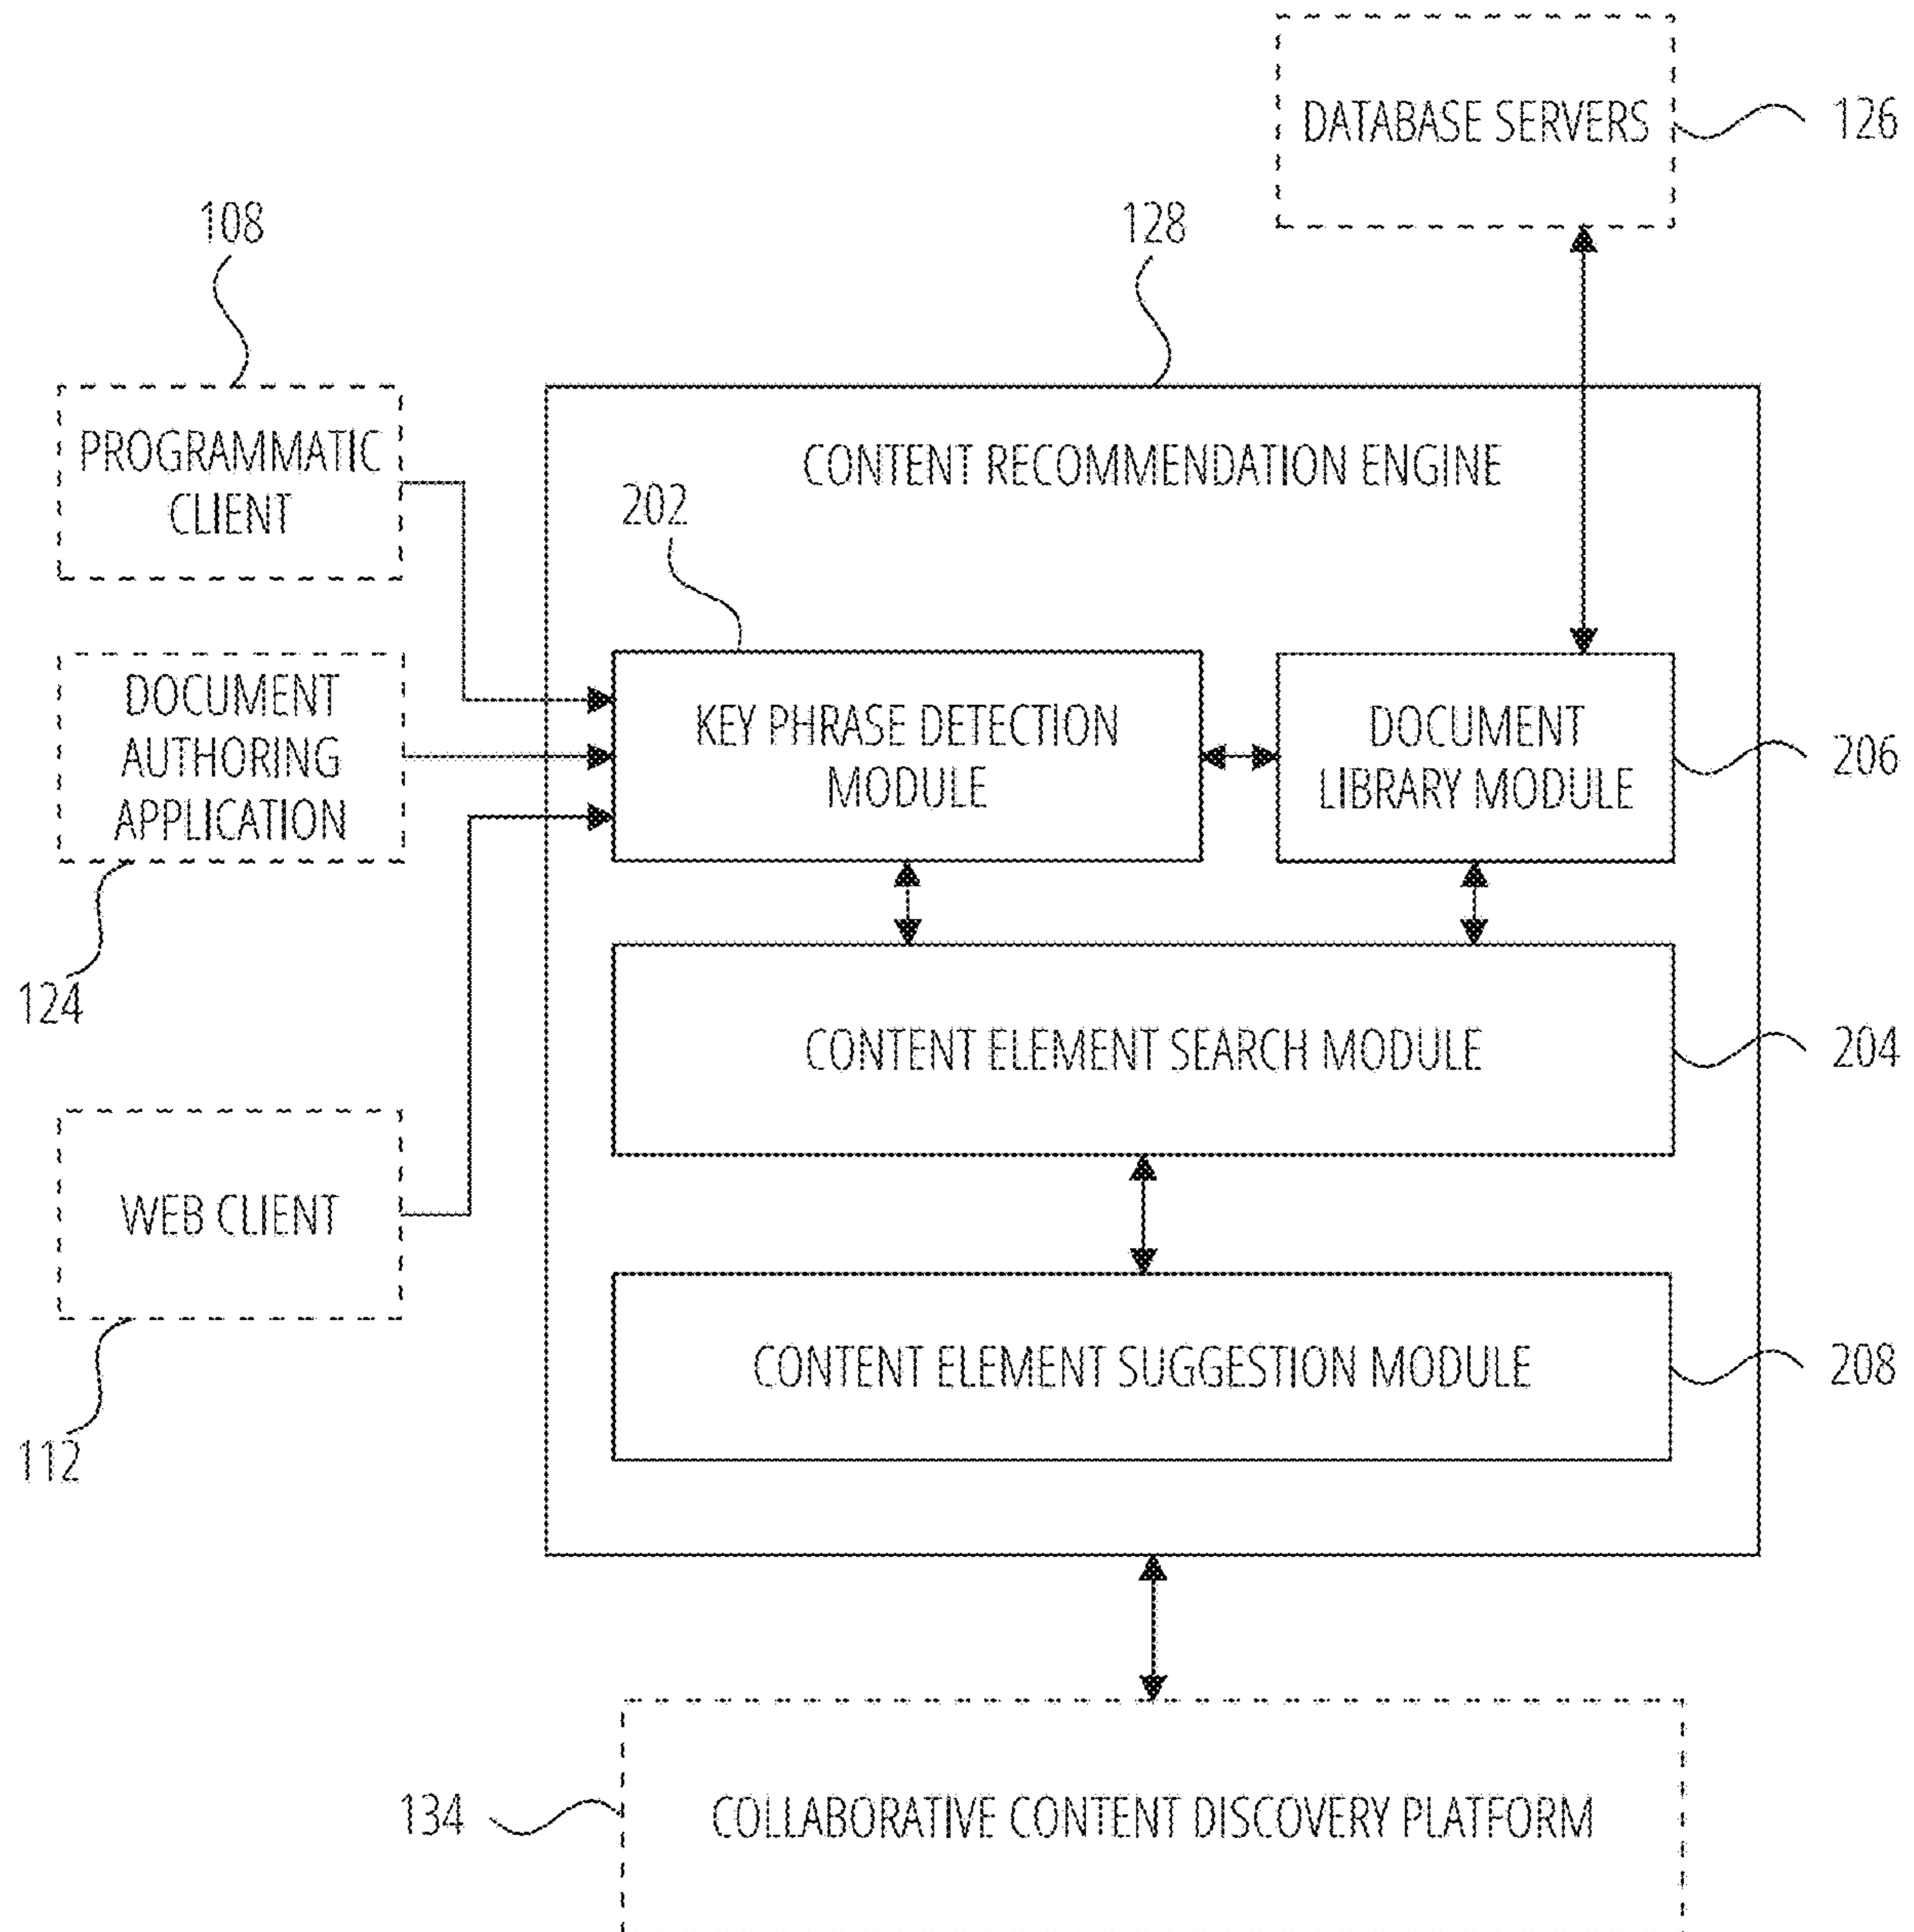 DATABASE SERVERS
126
108
128
PROGRAMMATIC
CLIENT
CONTENT RECOMMENDATION ENGINE
202
DOCUMENT
AUTHORING
APPLICATION
KEY PHRASE DETECTION
MODULE
DOCUMENT
LIBRARY MODULE
206
124
CONTENT ELEMENT SEARCH MODULE
204
WEB CLIENT
CONTENT ELEMENT SUGGESTION MODULE
208
112
134
COLLABORATIVE CONTENT DISCOVERY PLATFORM